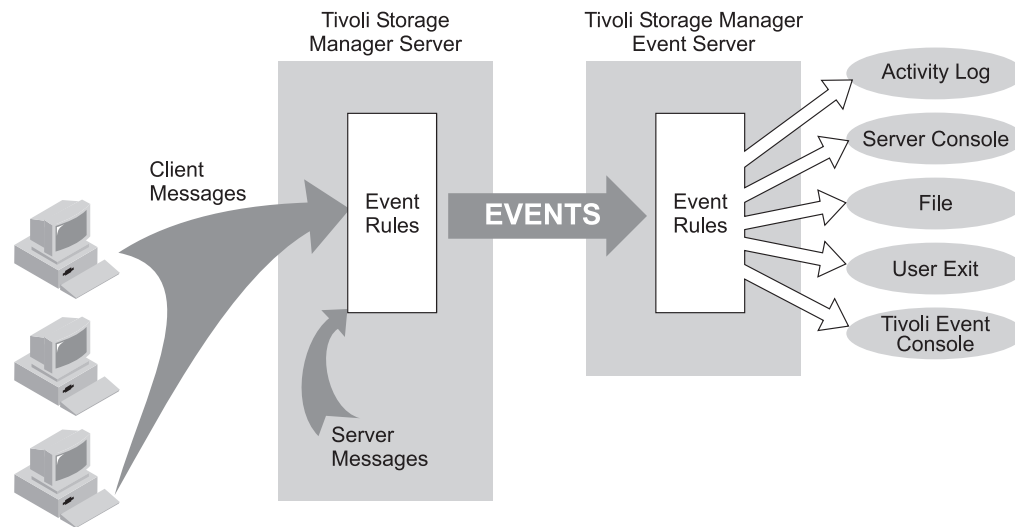 Tivoli Storage
Manager Server
Tivoli Storage Manager
Event Server
Client
Messages
Event
Rules
Server
Messages
EVENTS
Event
Rules
Activity Log
Server Console
File
User Exit
Tivoli Event
Console